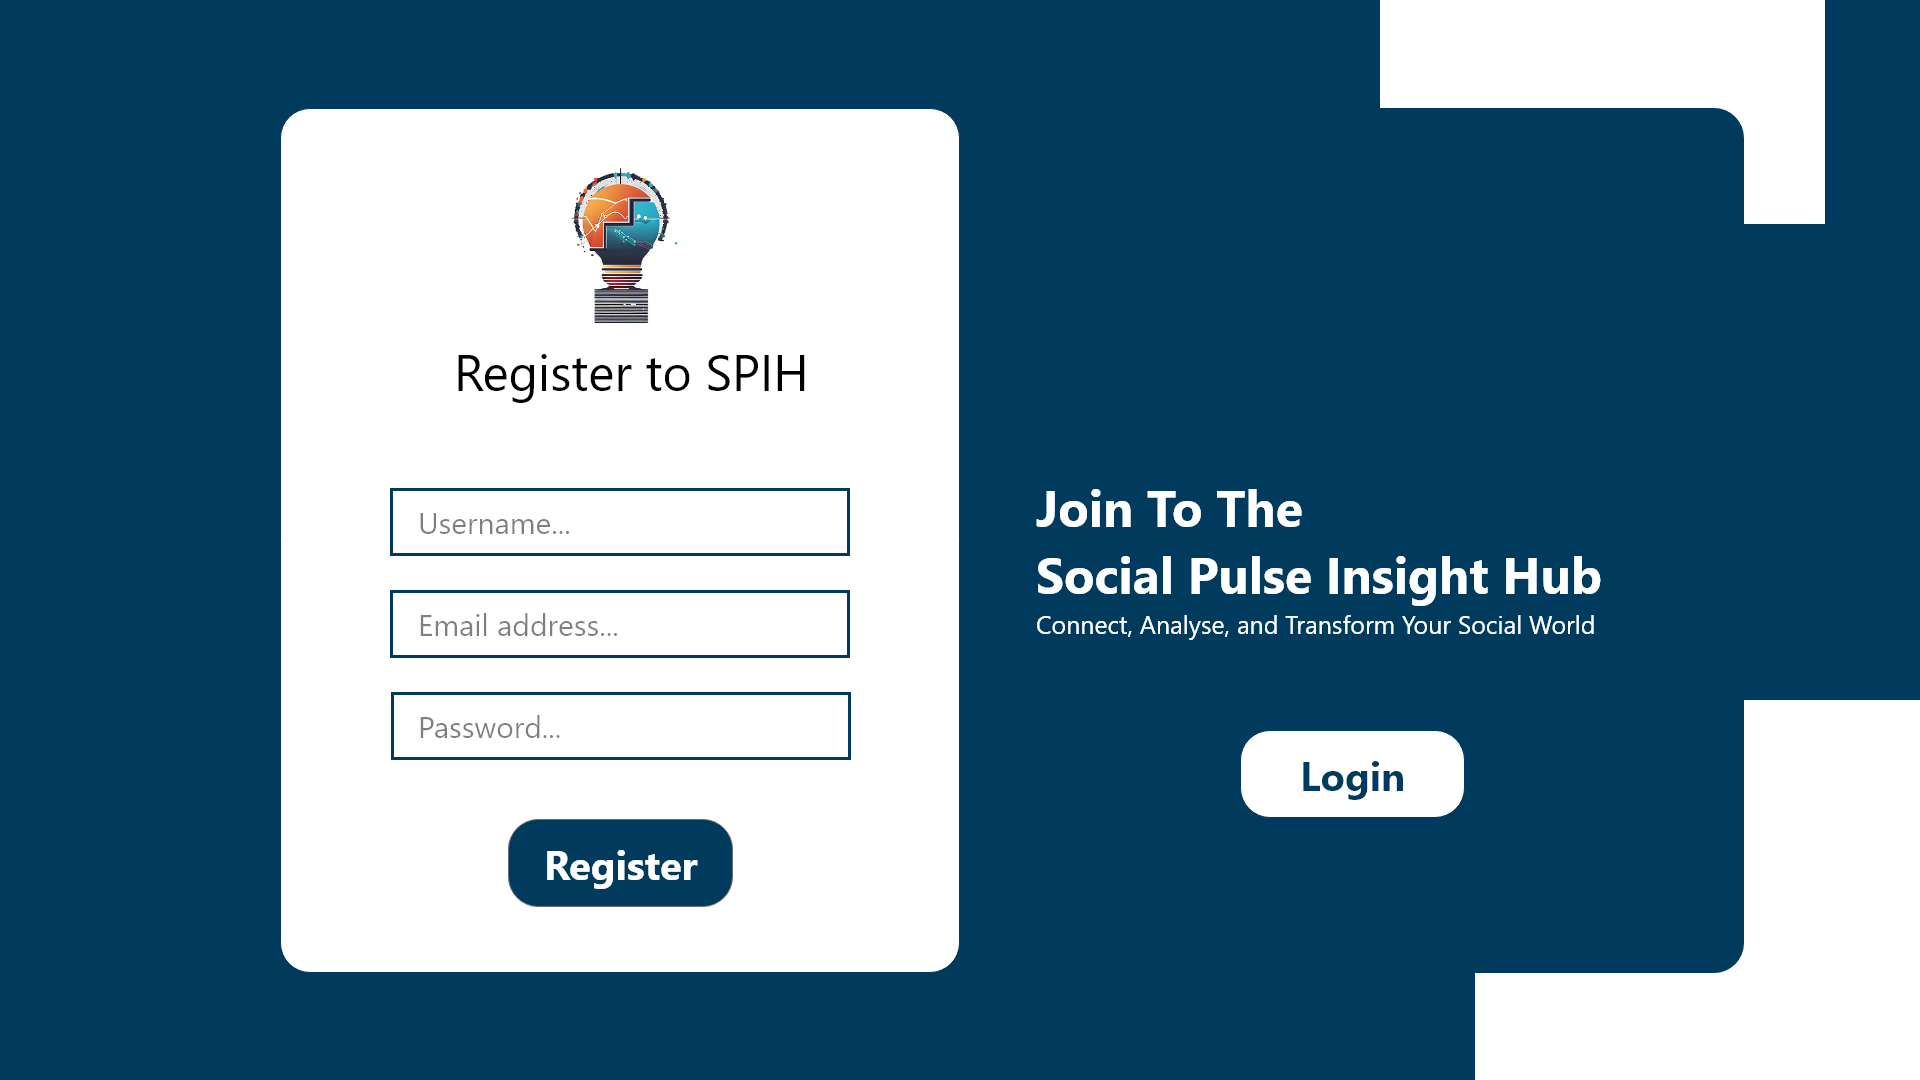 Register to SPIH
Username...
Email address...
Password...
Register
Join To The
Social Pulse Insight Hub
Connect, Analyse, and Transform Your Social World
Login